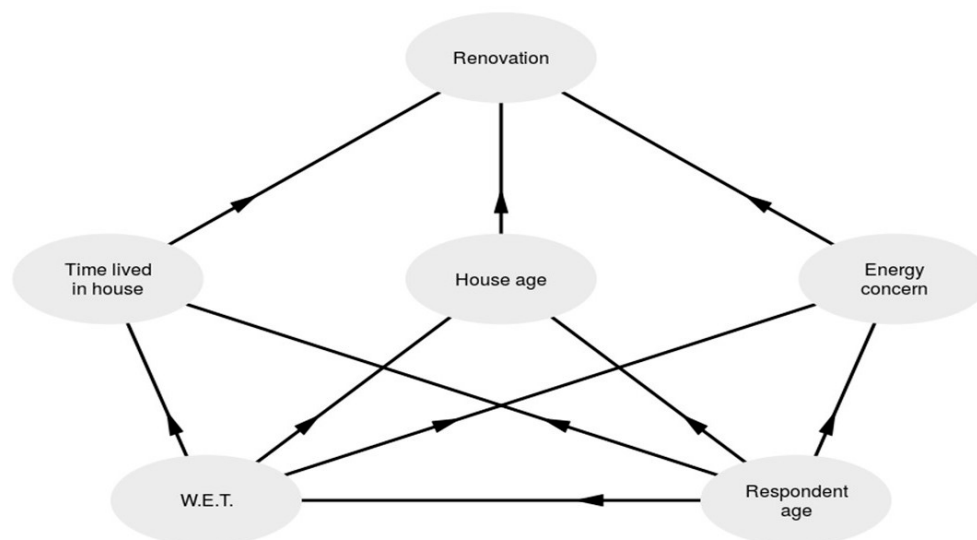 Renovation
Time lived
in house
House age
Energy
concern
W.E.T.
Respondent
age